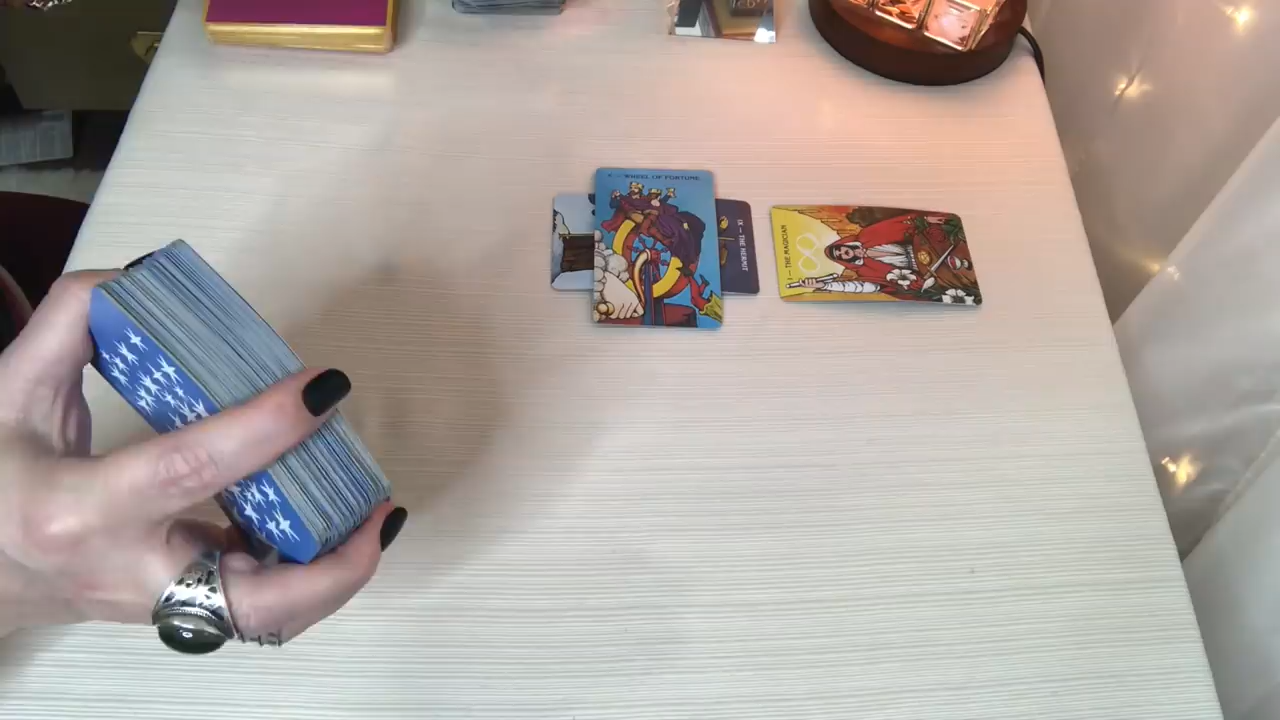 X — WHEEL OF FORTUNE
IX — THE HERMIT
I — THE MAGICIAN